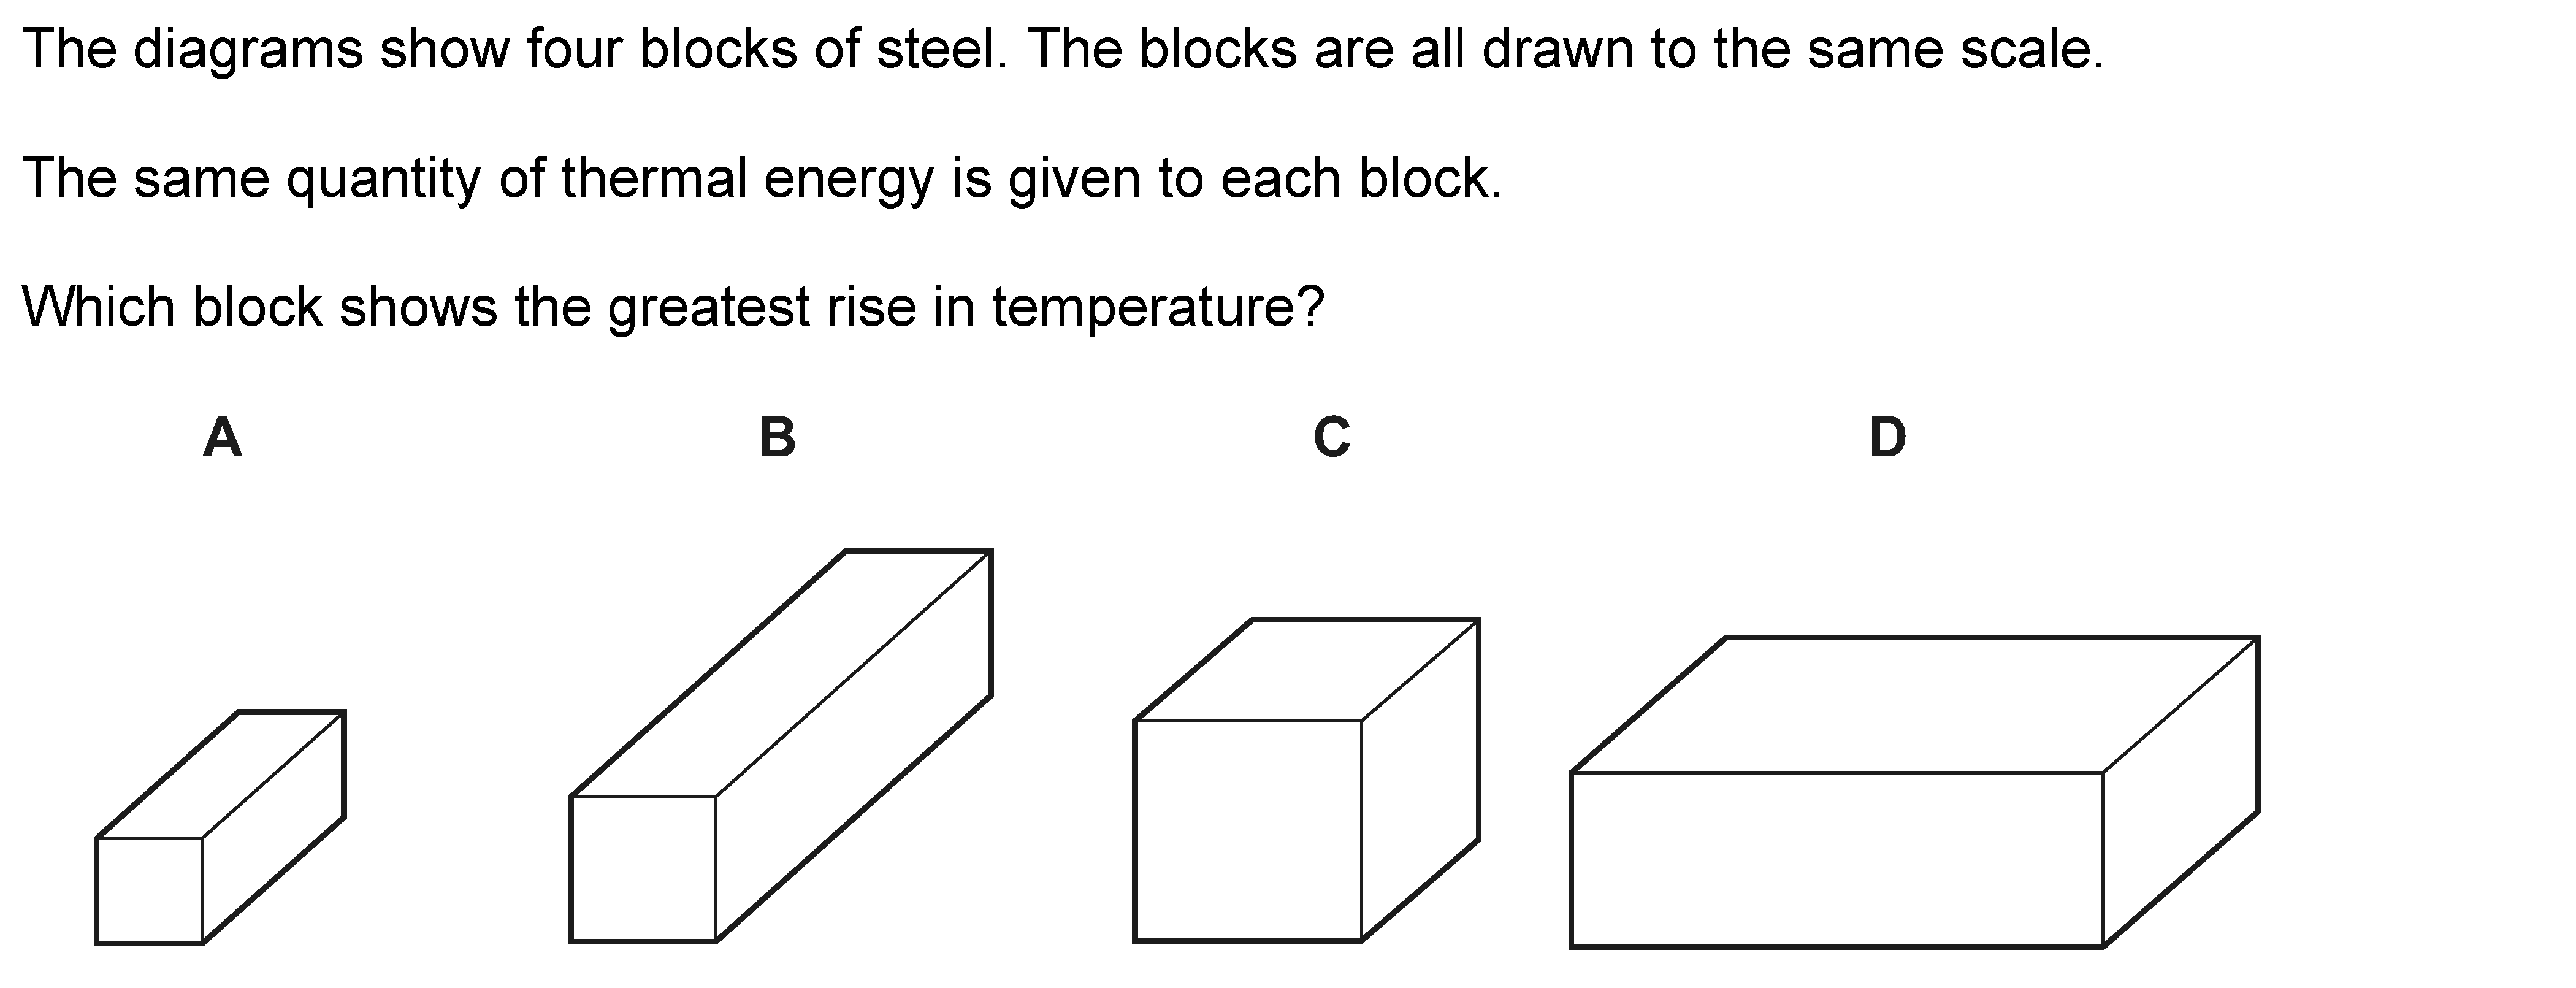 The diagrams show four blocks of steel. The blocks are all drawn to the same scale.
The same quantity of thermal energy is given to each block.
Which block shows the greatest rise in temperature?
A B C D